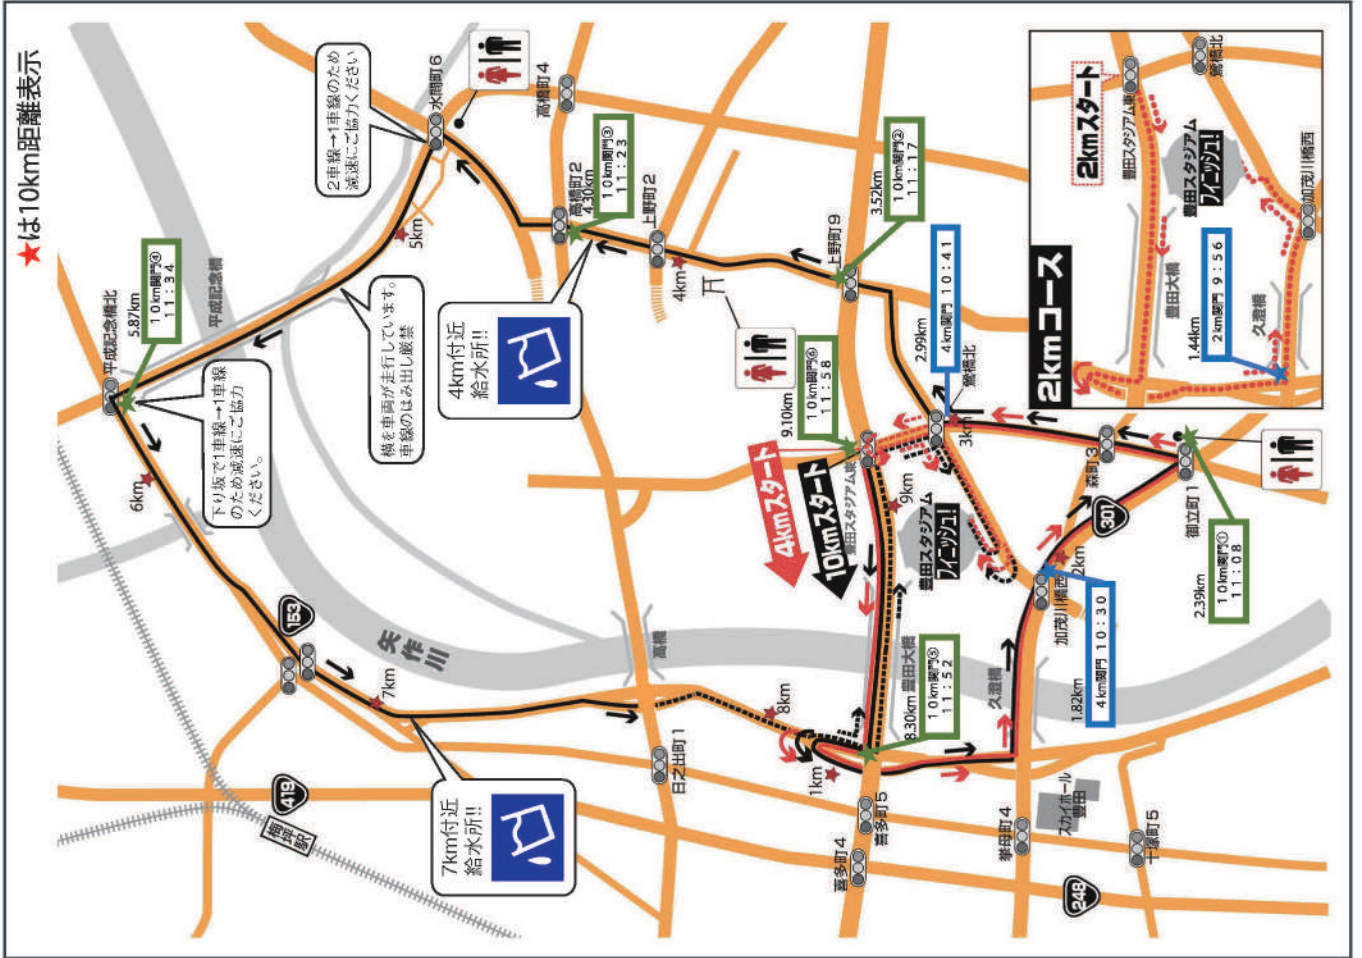 ★は10km距離表示
平成記念橋北
5.87km
10km関門④
11:34
平成記念橋
下り坂で1車線→1車線
のため減速にご協力
ください。
6km
2車線→1車線のため
減速にご協力ください
水間町6
高橋町4
5km
横を車両が走行しています。
車線のはみ出し厳禁
高橋町2
4.30km
10km関門③
11:23
上野町2
4km付近
給水所!!
4km
上野町9
3.52km
10km関門②
11:17
153
矢作川
7km
419
梅坪駅
7km付近
給水所!!
高橋
日之出町1
8km
1km
9.10km
10km関門⑥
11:58
4kmスタート
10kmスタート
豊田スタジアム東
9km
豊田スタジアム
フィニッシュ!
2.99km
4km関門 10:41
鴬橋北
3km
森町3
301
御立町1
2.39km
10km関門①
11:08
2km
加茂川橋西
1.82km
4km関門 10:30
久澄橋
豊田大橋
8.30km
10km関門⑤
11:52
喜多町5
喜多町4
挙母町4
スカイホール
豊田
十塚町5
248
2kmコース
2kmスタート
豊田スタジアム東
鴬橋北
豊田スタジアム
フィニッシュ!
加茂川橋西
豊田大橋
久澄橋
1.44km
2km関門 9:56